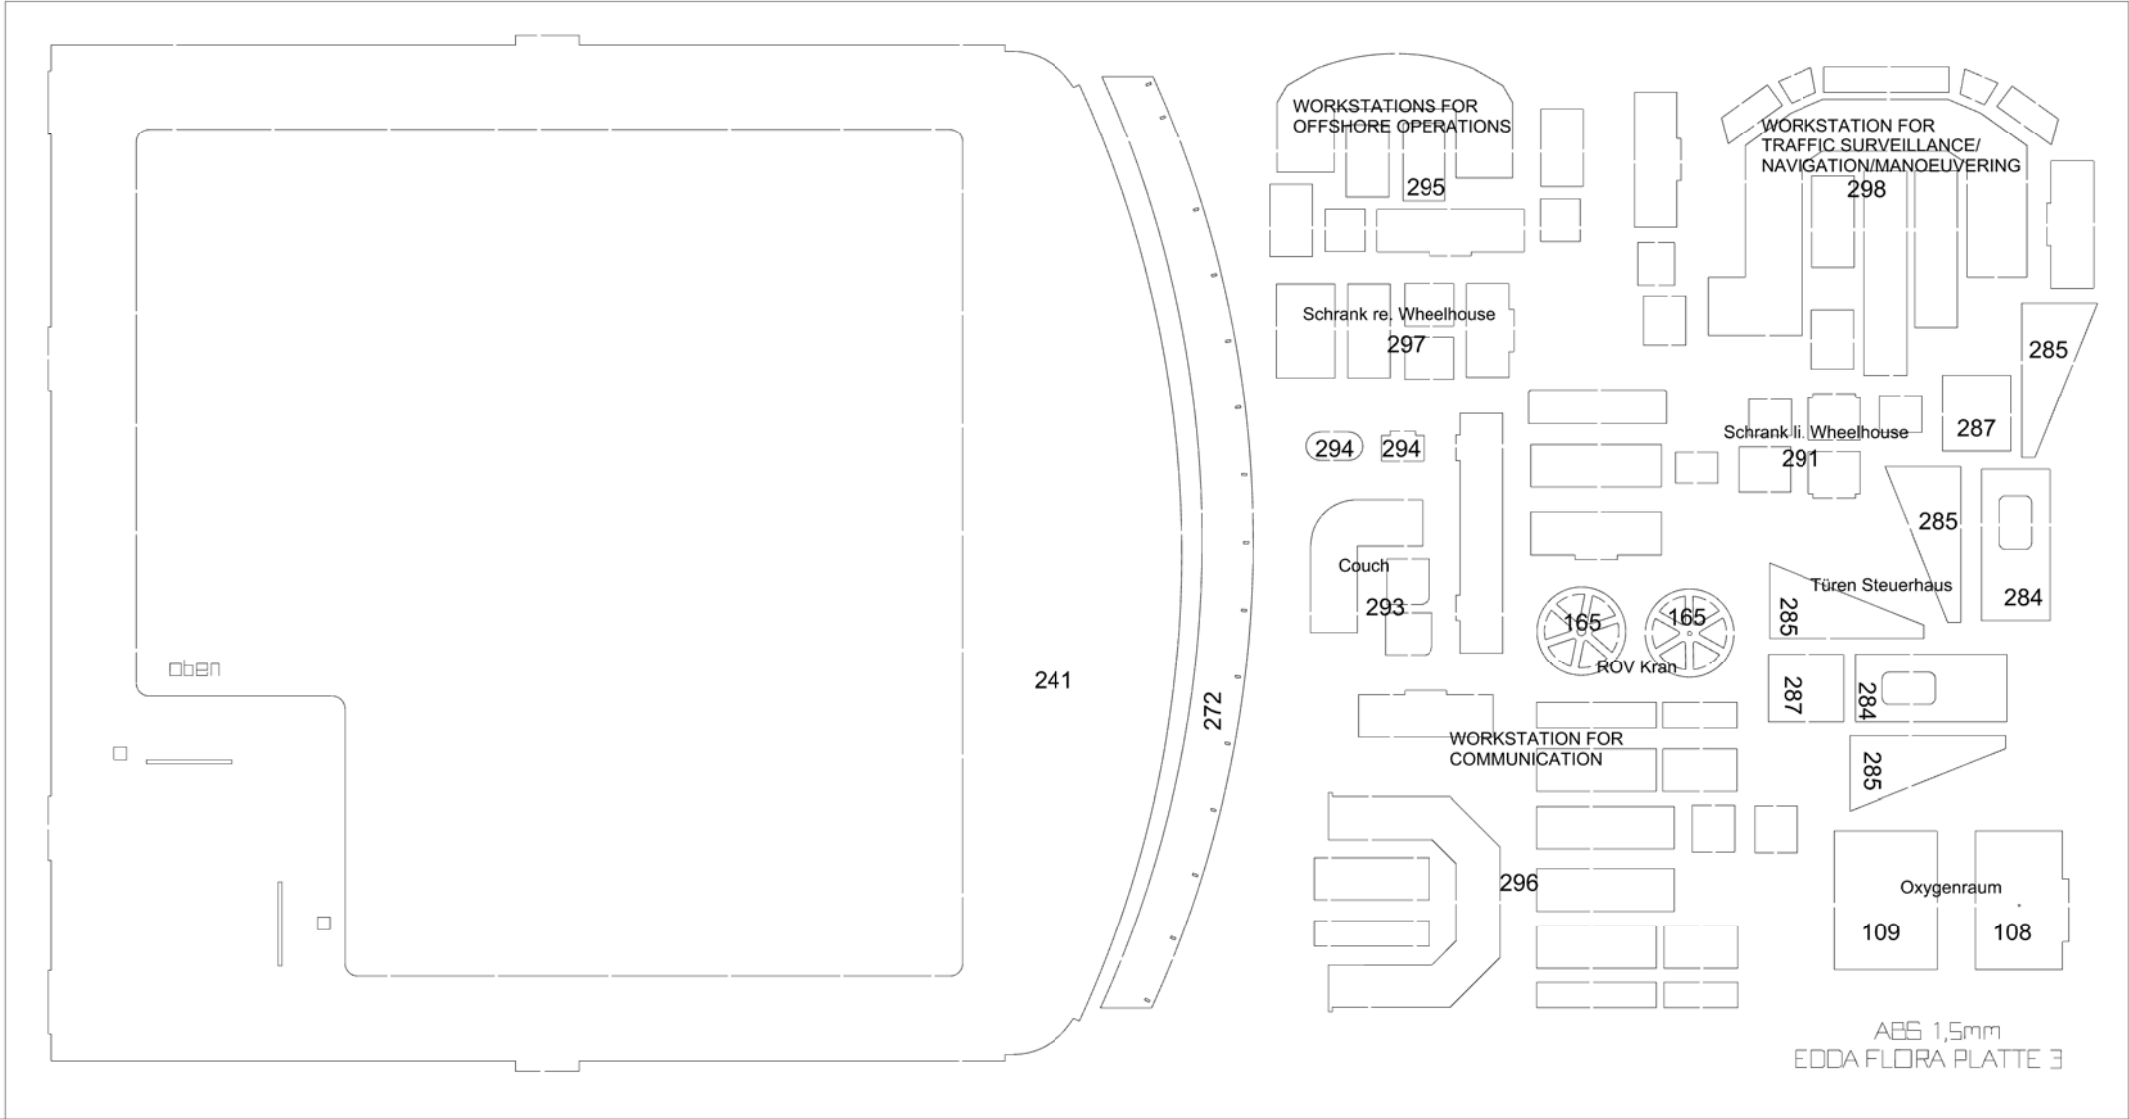 WORKSTATIONS FOR
OFFSHORE OPERATIONS
295
WORKSTATION FOR
TRAFFIC SURVEILLANCE/
NAVIGATION/MANOEUVERING
298
Schrank re. Wheelhouse
297
285
287
294
294
Schrank li. Wheelhouse
291
285
284
Couch
293
Türen Steuerhaus
285
165
165
ROV Kran
oben
241
272
287
284
WORKSTATION FOR
COMMUNICATION
285
296
Oxygenraum
109
108
ABS 1,5mm
EDDA FLORA PLATTE 3